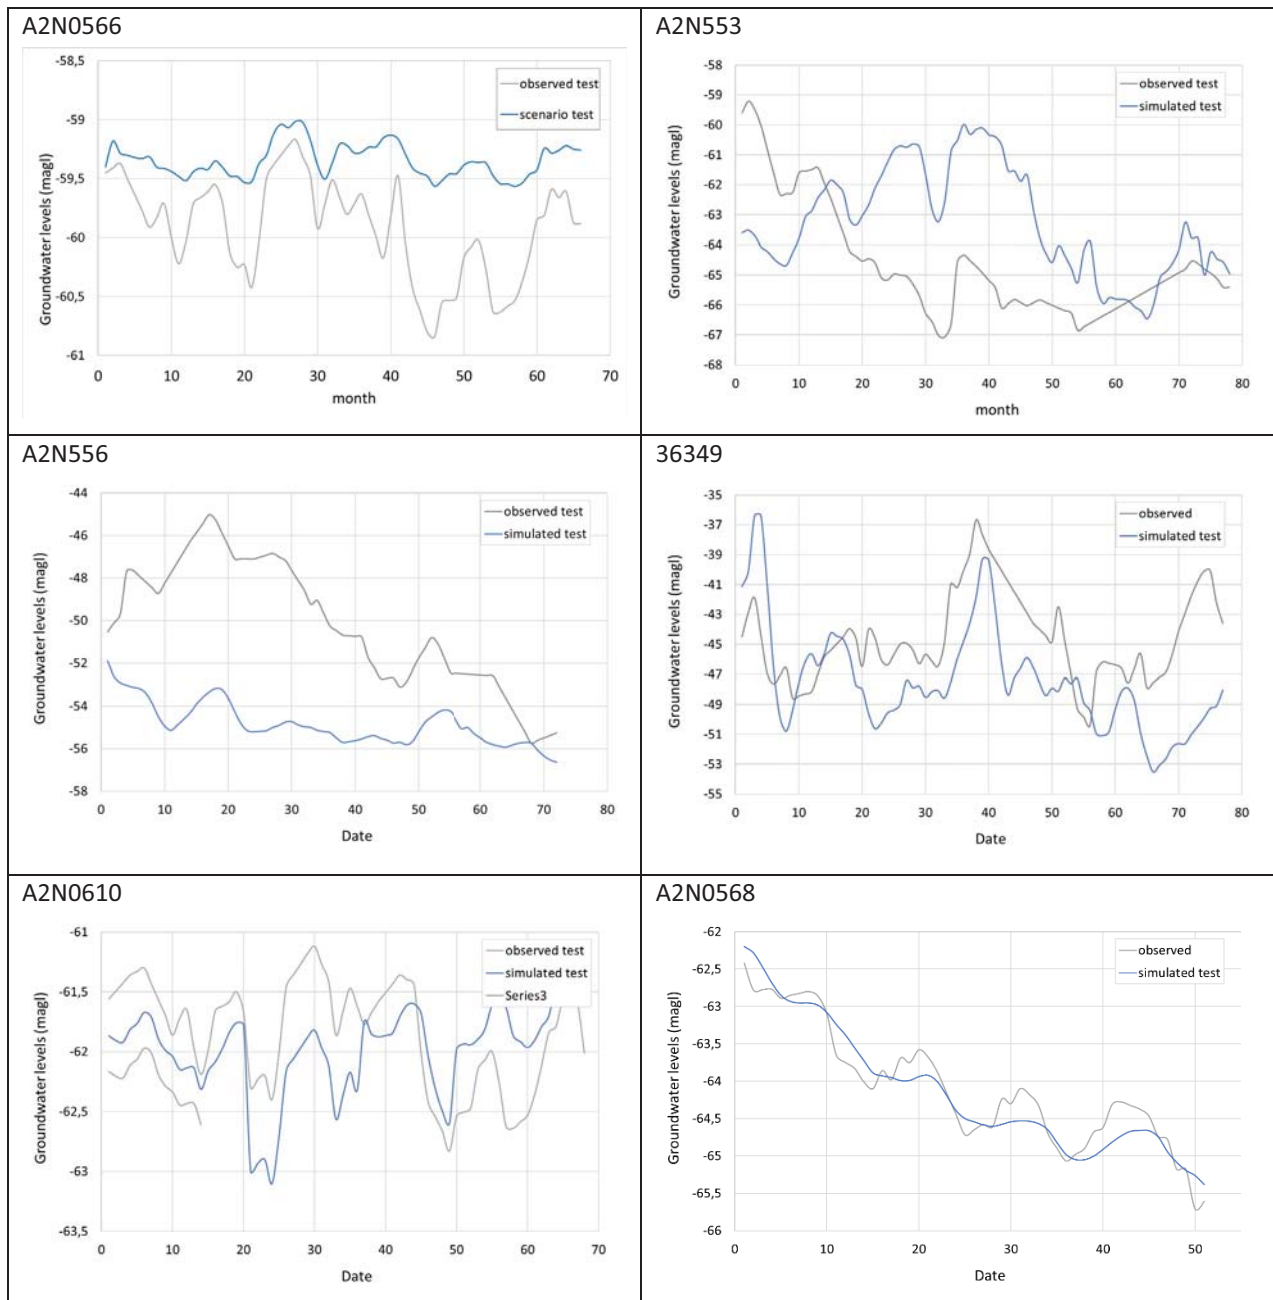 A2N0566
-58,5
-59
-59,5
-60
-60,5
-61
0 10 20 30 40 50 60 70
Groundwater levels (magl)
month
observed test
scenario test
A2N553
-58
-59
-60
-61
-62
-63
-64
-65
-66
-67
-68
0 10 20 30 40 50 60 70 80
Groundwater levels (magl)
month
observed test
simulated test
A2N556
-44
-46
-48
-50
-52
-54
-56
-58
0 10 20 30 40 50 60 70 80
Groundwater levels (magl)
Date
observed test
simulated test
36349
-35
-37
-39
-41
-43
-45
-47
-49
-51
-53
-55
0 10 20 30 40 50 60 70 80
Groundwater levels (magl)
Date
observed
simulated test
A2N0610
-61
-61,5
-62
-62,5
-63
-63,5
0 10 20 30 40 50 60 70
Groundwater levels (magl)
Date
observed test
simulated test
Series3
A2N0568
-62
-62,5
-63
-63,5
-64
-64,5
-65
-65,5
-66
0 10 20 30 40 50
Groundwater levels (magl)
Date
observed
simulated test